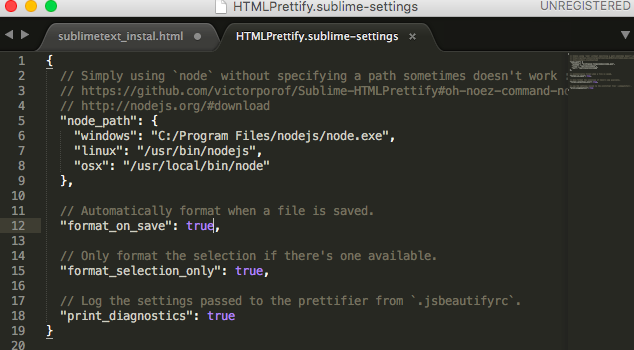 HTMLPrettify.sublime-settings
UNREGISTERED
sublimetext_instal.html
HTMLPrettify.sublime-settings
1 {
2 // Simply using `node` without specifying a path sometimes doesn't work
3 // https://github.com/victorporof/Sublime-HTMLPrettify#oh-noez-command-no
4 // http://nodejs.org/#download
5 "node_path": {
6 "windows": "C:/Program Files/nodejs/node.exe",
7 "linux": "/usr/bin/nodejs",
8 "osx": "/usr/local/bin/node"
9 },
10
11 // Automatically format when a file is saved.
12 "format_on_save": true,
13
14 // Only format the selection if there's one available.
15 "format_selection_only": true,
16
17 // Log the settings passed to the prettifier from `.jsbeautifyrc`.
18 "print_diagnostics": true
19 }
20